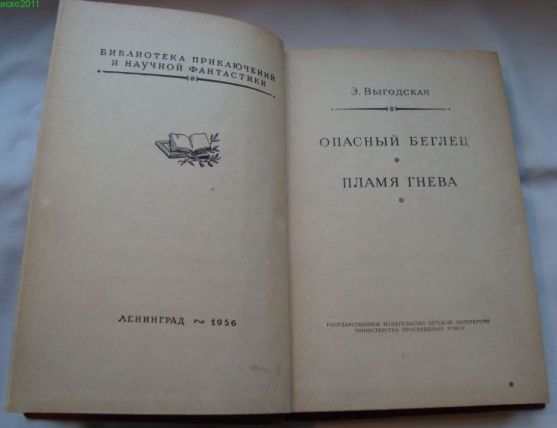 иско2011
БИБЛИОТЕКА ПРИКЛЮЧЕНИЙ
И НАУЧНОЙ ФАНТАСТИКИ
ЛЕНИНГРАД ~ 1956
Э. ВЫГОДСКАЯ
ОПАСНЫЙ БЕГЛЕЦ
ПЛАМЯ ГНЕВА
ГОСУДАРСТВЕННОЕ ИЗДАТЕЛЬСТВО ДЕТСКОЙ ЛИТЕРАТУРЫ
МИНИСТЕРСТВА ПРОСВЕЩЕНИЯ РСФСР